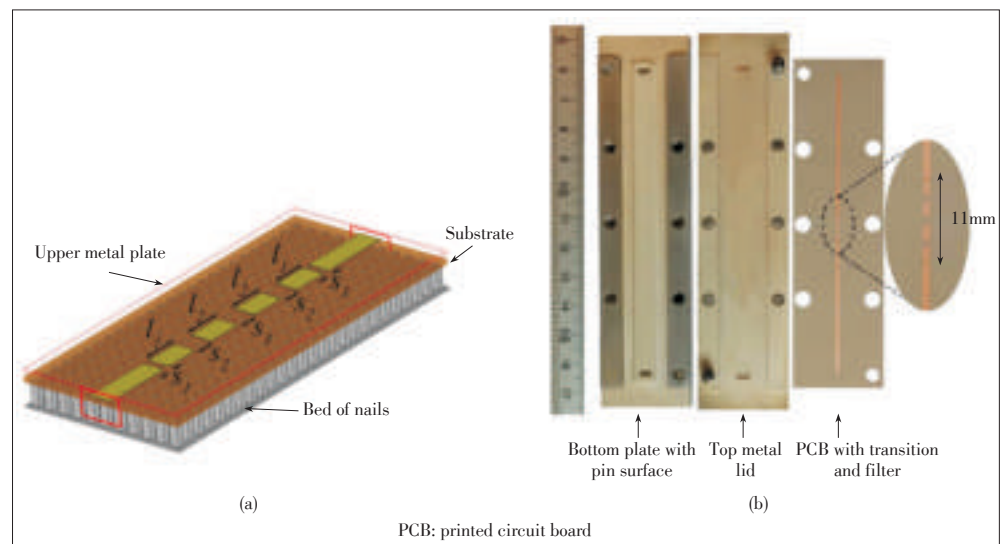 Upper metal plate
Substrate
Bed of nails
(a)
11mm
Bottom plate with
pin surface
Top metal
lid
PCB with transition
and filter
(b)
PCB: printed circuit board